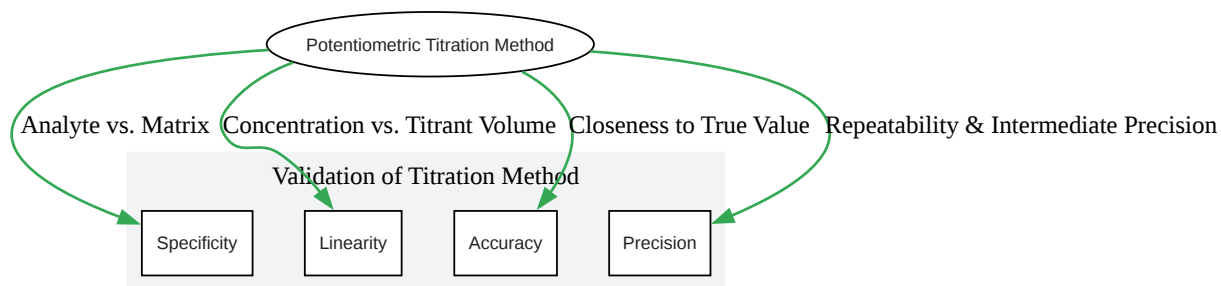 Potentiometric Titration Method
Analyte vs. Matrix
Concentration vs. Titrant Volume
Closeness to True Value
Repeatability & Intermediate Precision
Validation of Titration Method
Specificity
Linearity
Accuracy
Precision